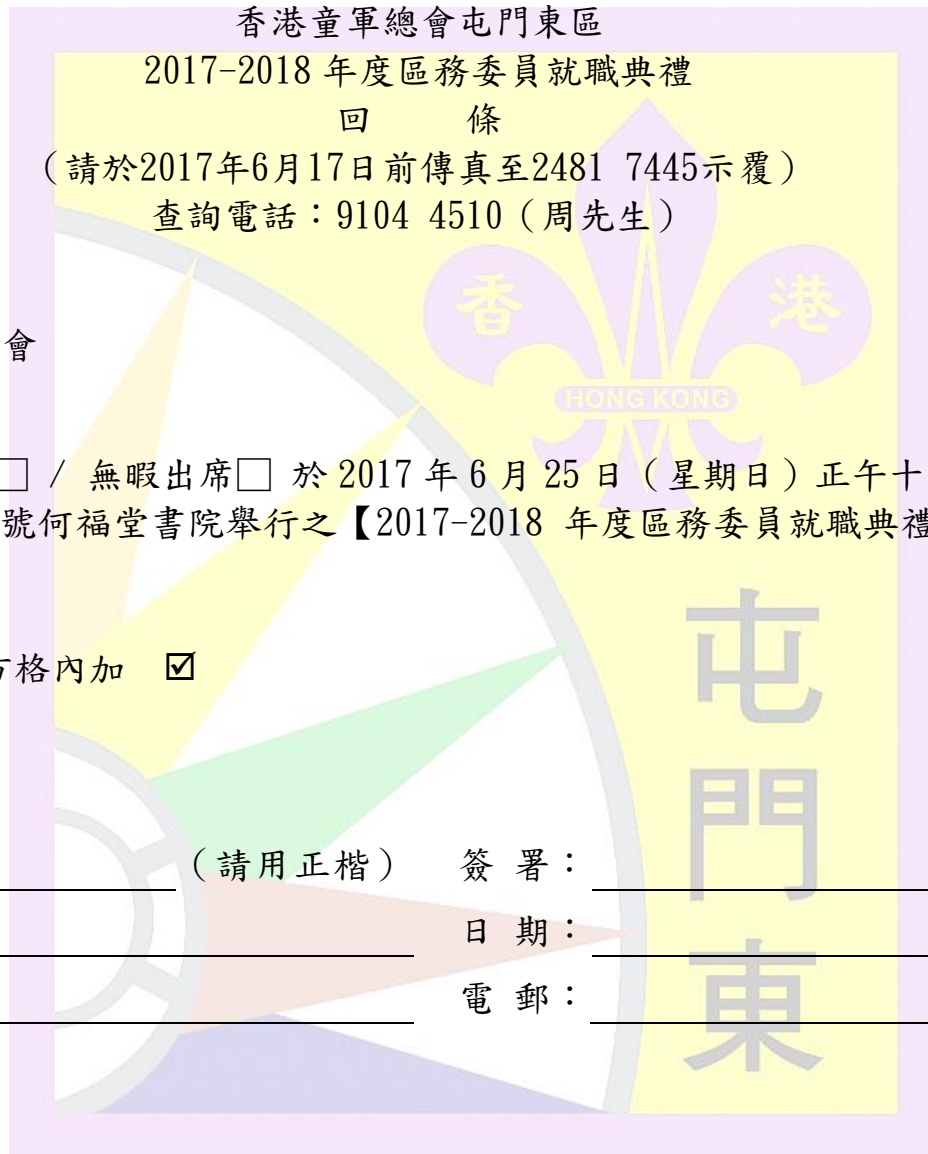 香港童軍總會屯門東區
2017-2018 年度區務委員就職典禮
回 條
（請於2017年6月17日前傳真至2481 7445示覆）
查詢電話：9104 4510（周先生）
香 港
HONG KONG
會
□ / 無暇出席□ 於 2017 年 6 月 25 日（星期日）正午十
號何福堂書院舉行之【2017-2018 年度區務委員就職典禮
方格內加 ☑
（請用正楷） 簽 署：
日 期：
電 郵：
屯
門
東